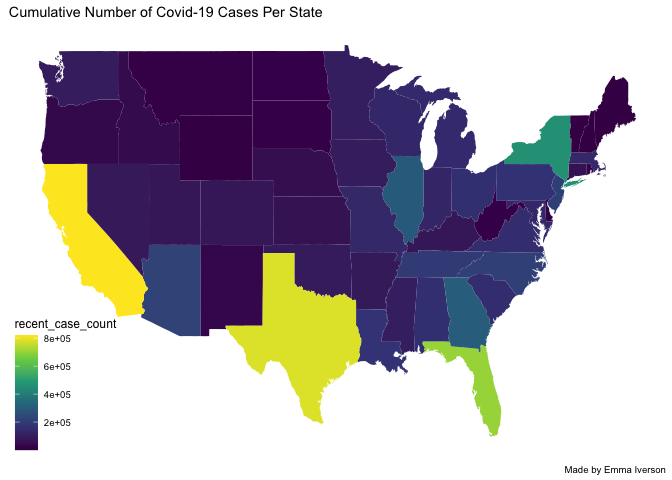 Cumulative Number of Covid-19 Cases Per State
recent_case_count
8e+05
6e+05
4e+05
2e+05
Made by Emma Iverson